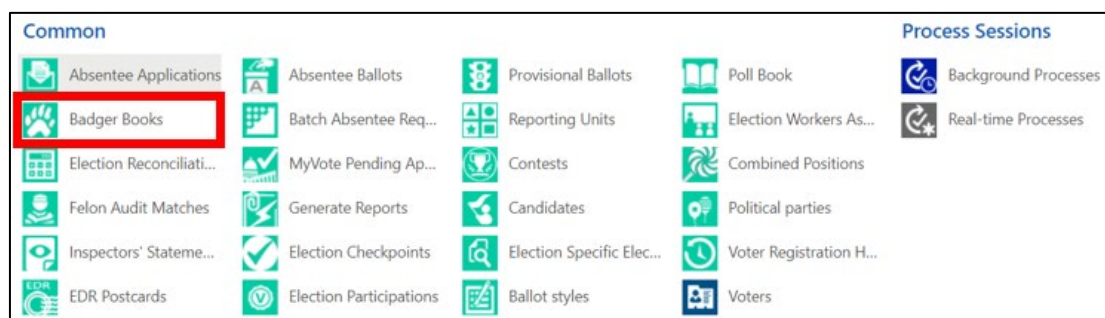 Common
Process Sessions
Absentee Applications
Absentee Ballots
Provisional Ballots
Poll Book
Background Processes
Badger Books
Batch Absentee Req...
Reporting Units
Election Workers As...
Real-time Processes
Election Reconciliati...
MyVote Pending Ap...
Contests
Combined Positions
Felon Audit Matches
Generate Reports
Candidates
Political parties
Inspectors' Stateme...
Election Checkpoints
Election Specific Elec...
Voter Registration H...
EDR
EDR Postcards
Election Participations
Ballot styles
Voters